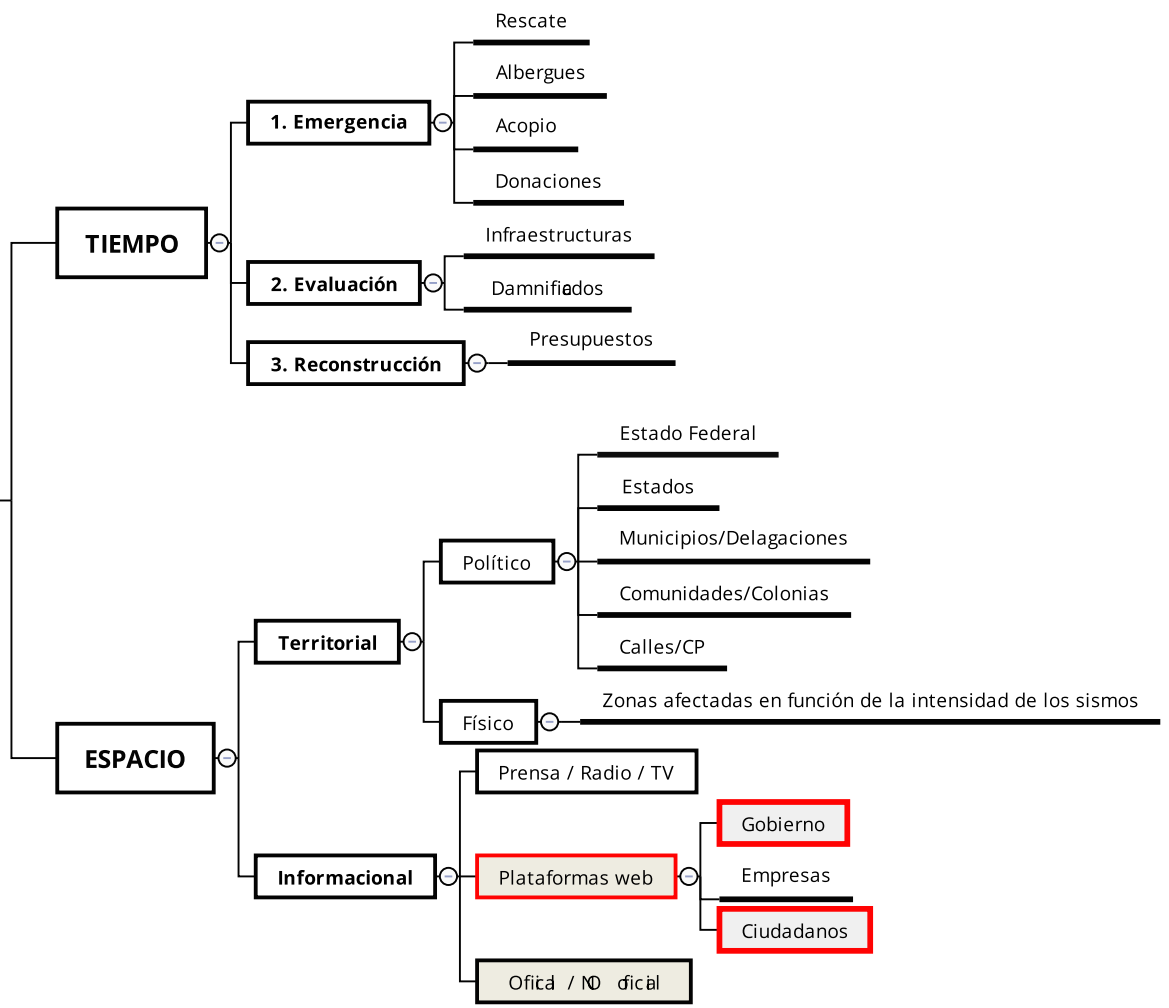 TIEMPO
1. Emergencia
Rescate
Albergues
Acopio
Donaciones
2. Evaluación
Infraestructuras
Damnificados
3. Reconstrucción
Presupuestos
ESPACIO
Territorial
Político
Estado Federal
Estados
Municipios/Delagaciones
Comunidades/Colonias
Calles/CP
Físico
Zonas afectadas en función de la intensidad de los sismos
Informacional
Prensa / Radio / TV
Plataformas web
Gobierno
Empresas
Ciudadanos
Oficial / NO oficial